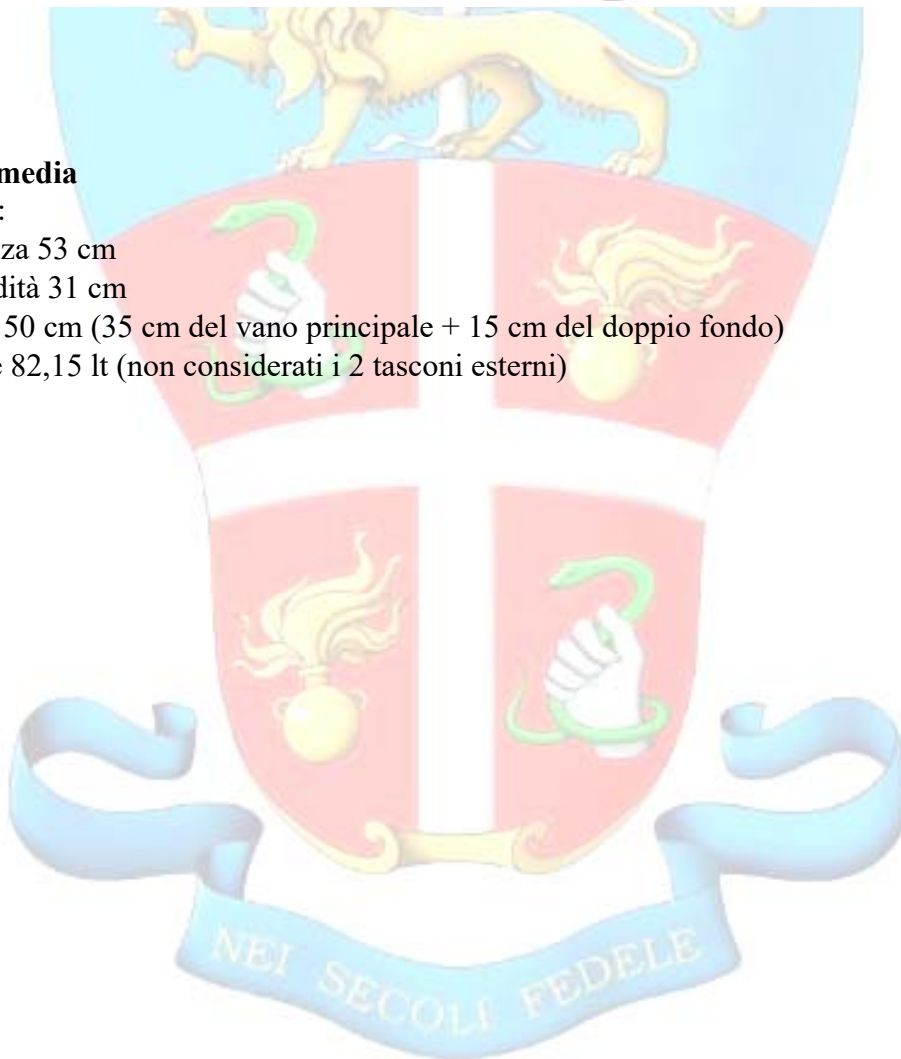 media
:
za 53 cm
dità 31 cm
50 cm (35 cm del vano principale + 15 cm del doppio fondo)
e 82,15 lt (non considerati i 2 tasconi esterni)
NEI SECOLI FEDELE